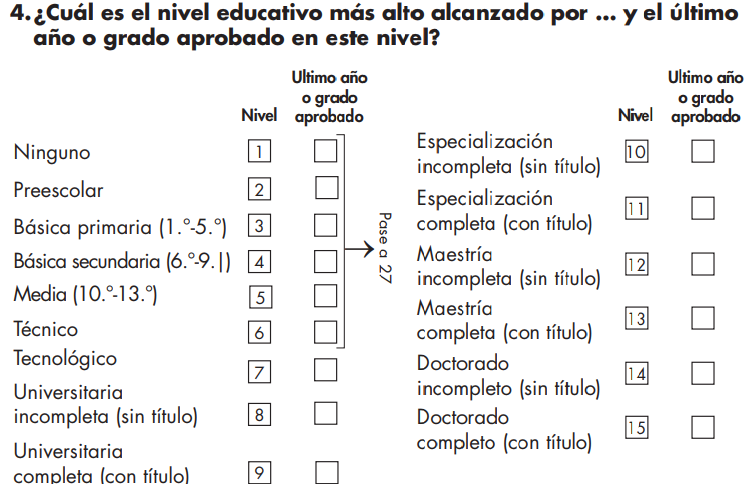 4. ¿Cuál es el nivel educativo más alto alcanzado por ... y el último
año o grado aprobado en este nivel?
Nivel
Ultimo año
o grado
aprobado
Ninguno 1
Preescolar 2
Básica primaria (1.°-5.°) 3
Básica secundaria (6.°-9.|) 4
Media (10.°-13.°) 5
Técnico 6
Tecnológico 7
Universitaria
incompleta (sin título) 8
Universitaria
completa (con título) 9
Pase a 27
Nivel
Ultimo año
o grado
aprobado
Especialización
incompleta (sin título) 10
Especialización
completa (con título) 11
Maestría
incompleta (sin título) 12
Maestría
completa (con título) 13
Doctorado
incompleto (sin título) 14
Doctorado
completo (con título) 15